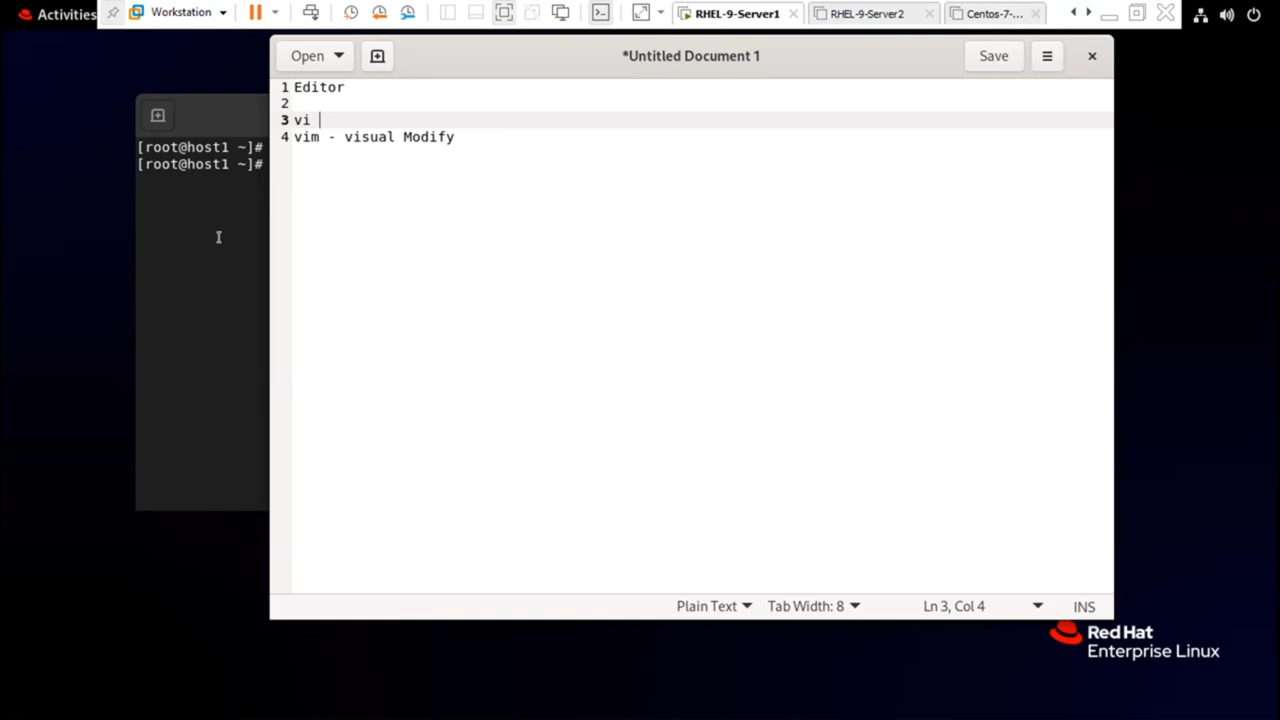 Activities Workstation RHEL-9-Server1 RHEL-9-Server2 Centos-7-...
Open *Untitled Document 1 Save
1 Editor
2
3 vi
4 vim - visual Modify
[root@host1 ~]#
[root@host1 ~]#
Plain Text Tab Width: 8 Ln 3, Col 4 INS
Red Hat
Enterprise Linux